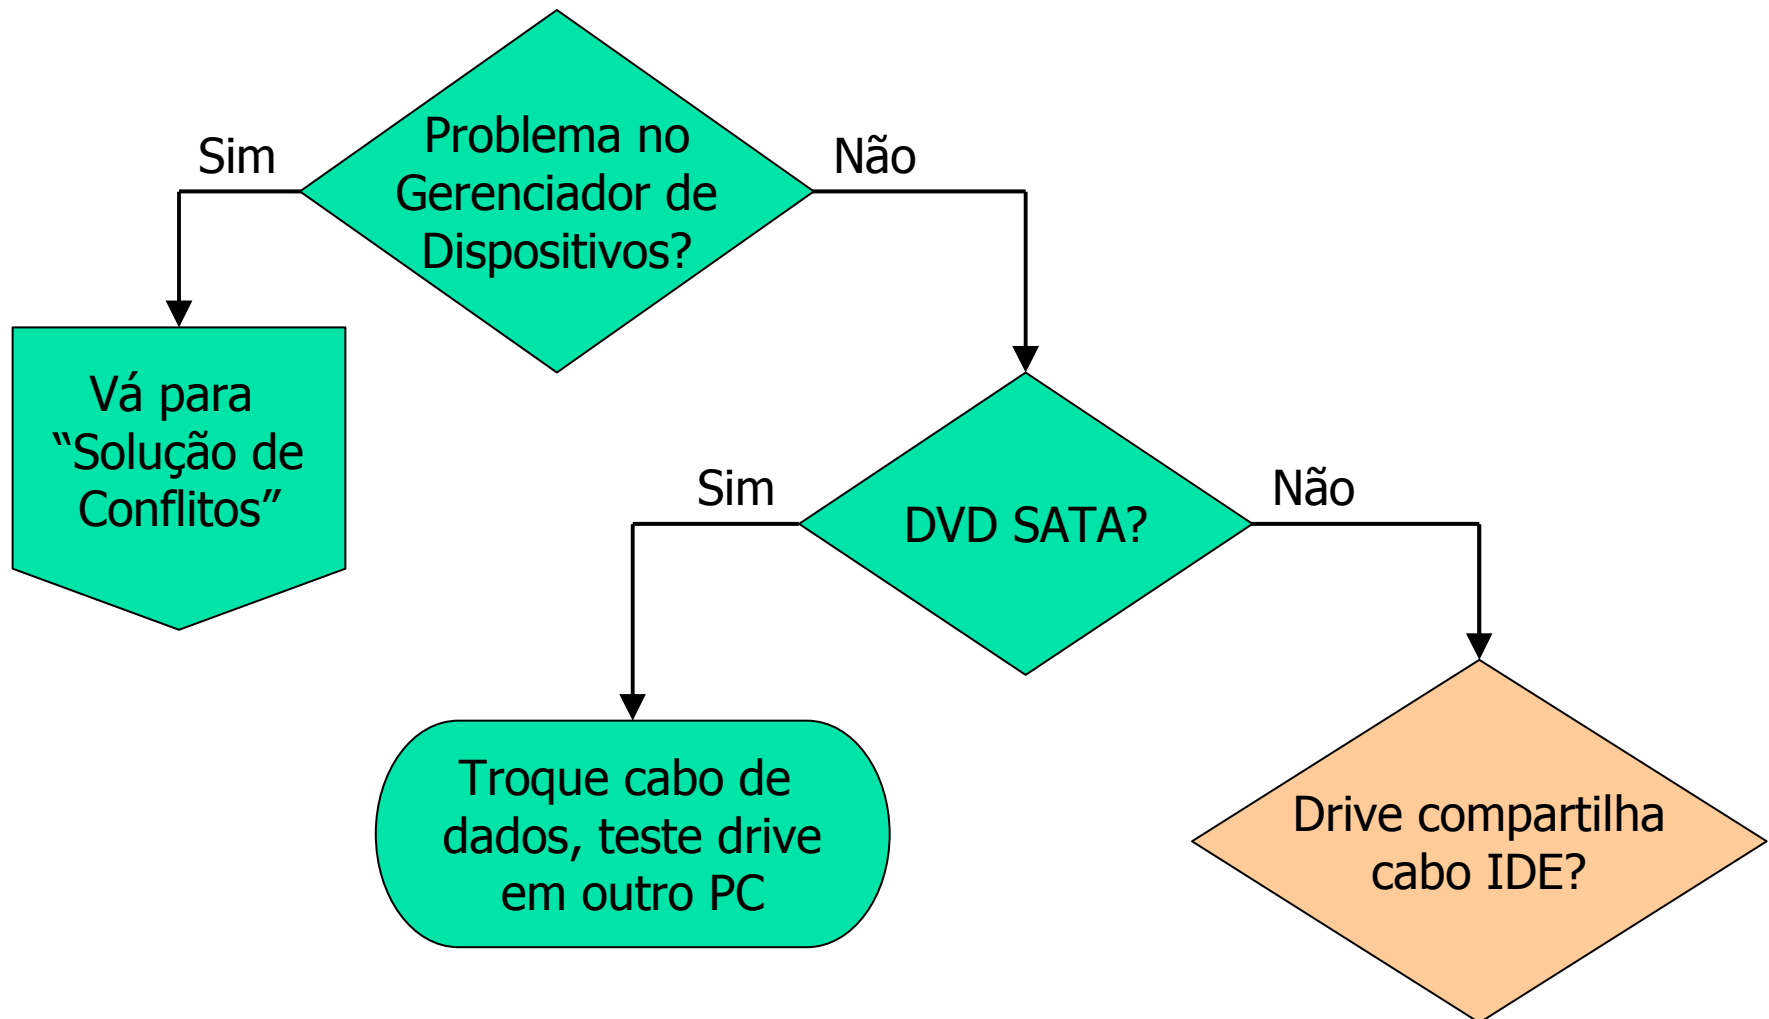 Problema no
Gerenciador de
Dispositivos?
Sim
Não
Vá para
“Solução de
Conflitos”
DVD SATA?
Sim
Não
Troque cabo de
dados, teste drive
em outro PC
Drive compartilha
cabo IDE?